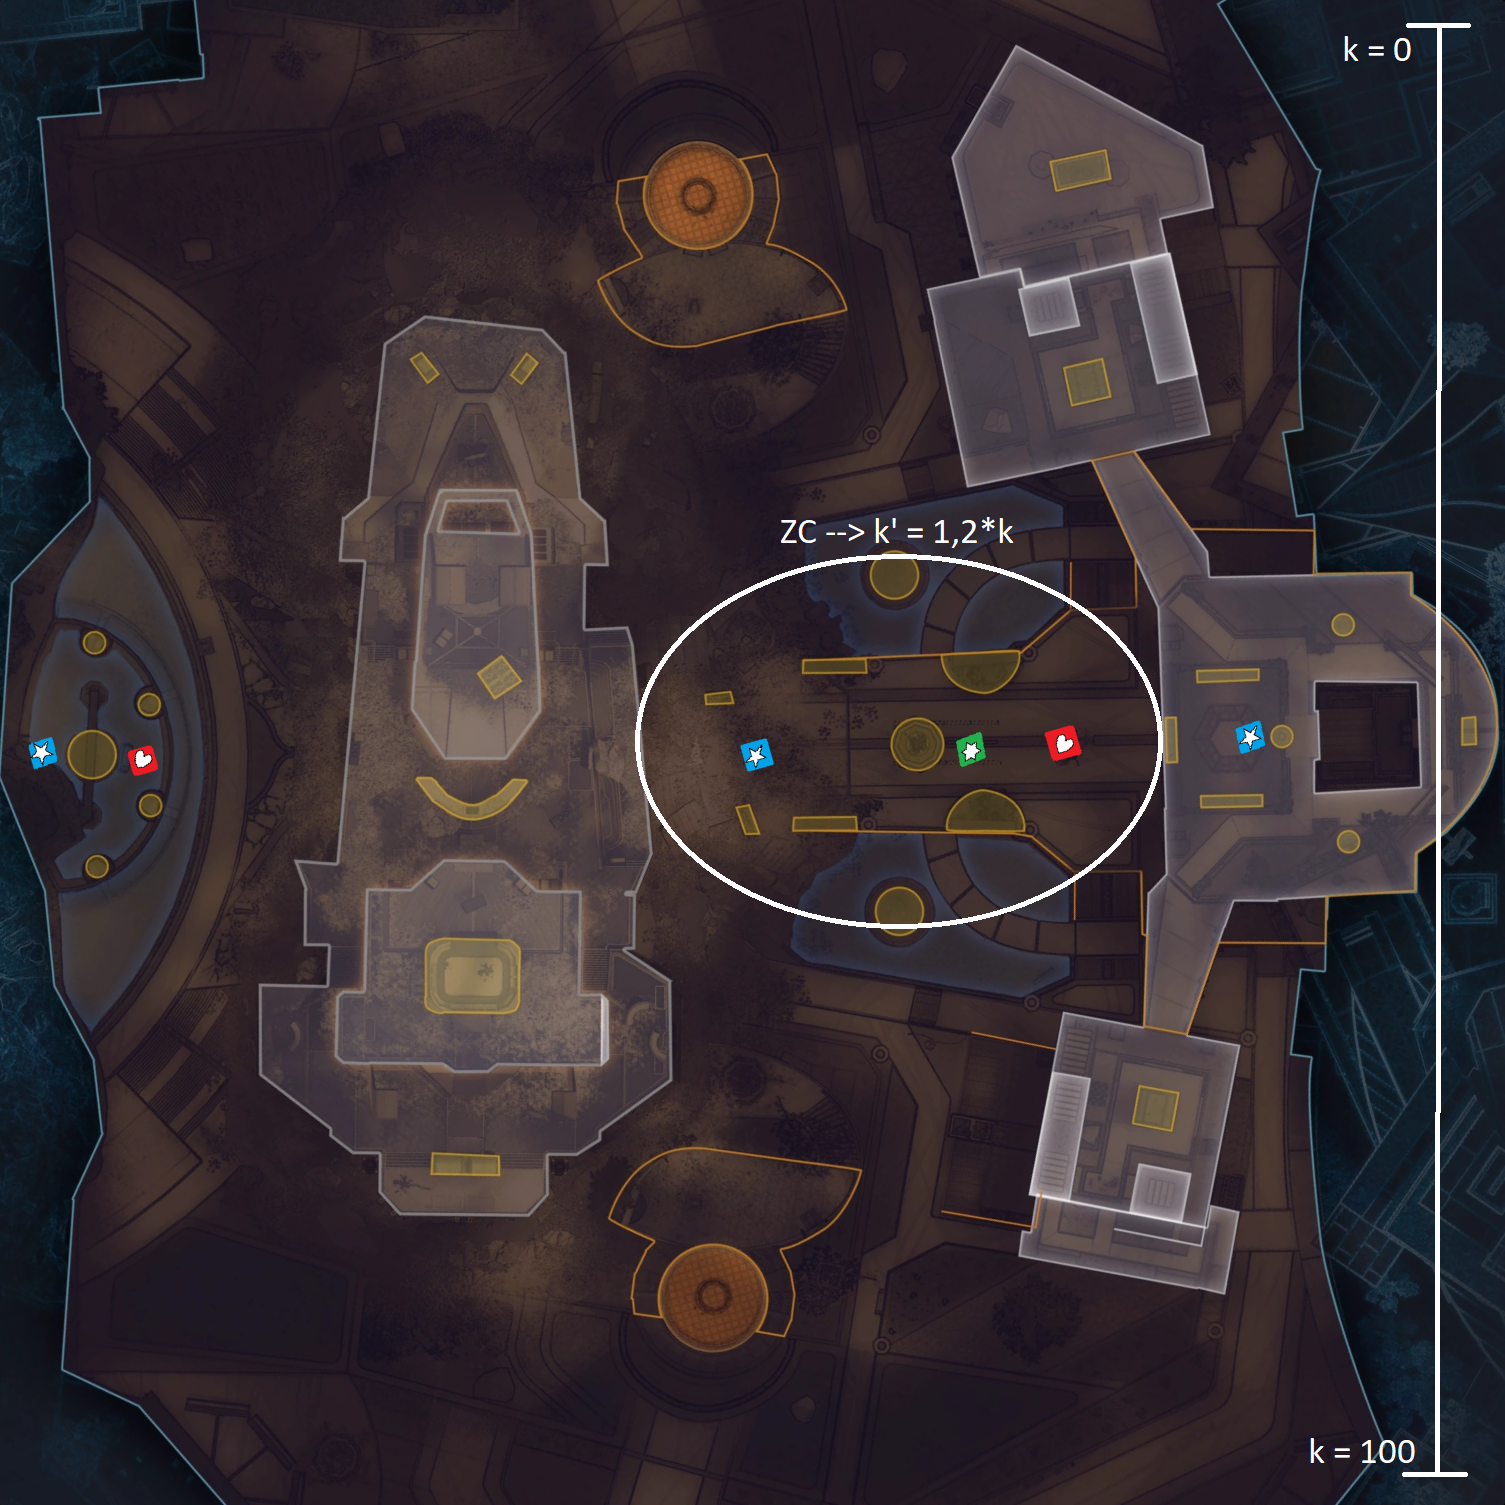 k = 0
ZC --> k' = 1,2*k
k = 100